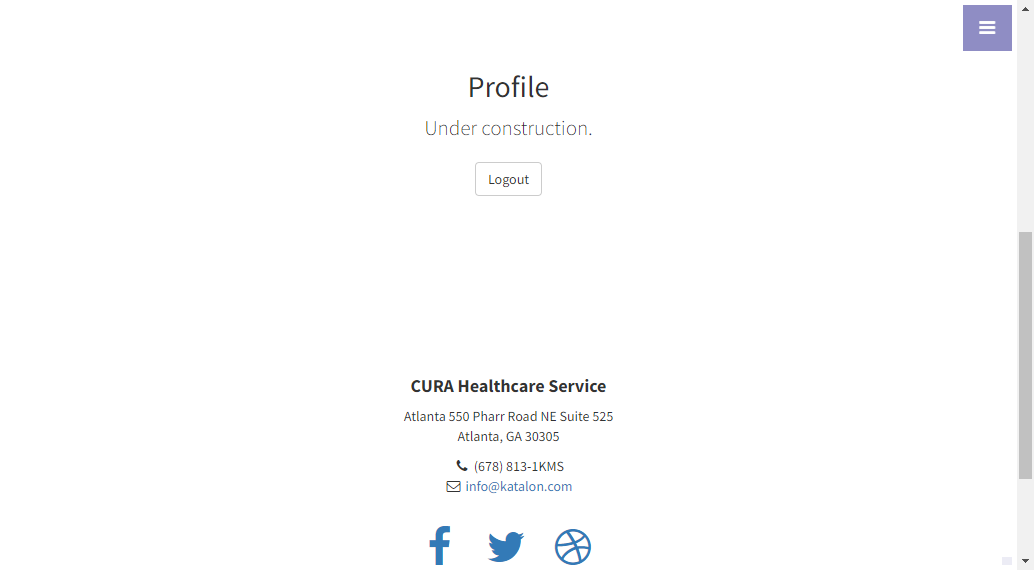 Profile
Under construction.
Logout
CURA Healthcare Service
Atlanta 550 Pharr Road NE Suite 525
Atlanta, GA 30305
(678) 813-1KMS
info@katalon.com